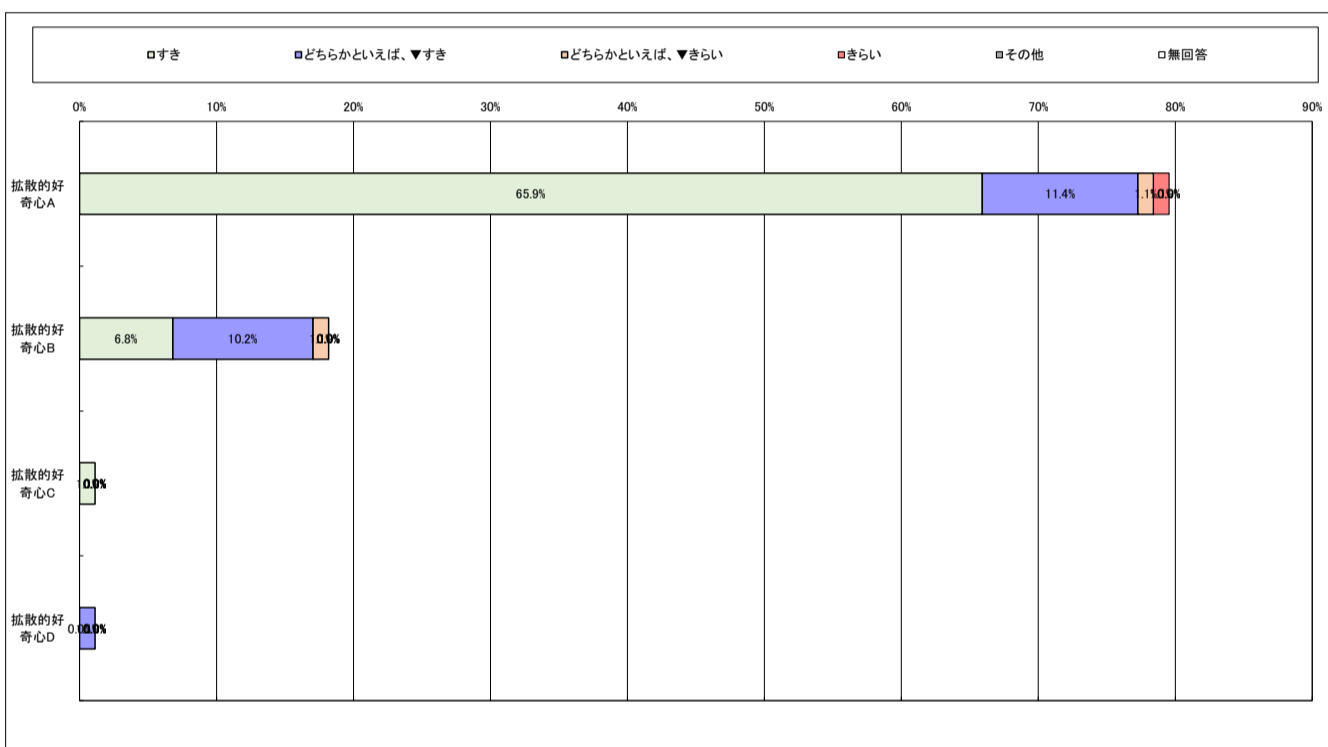 すき どちらかといえば、▼すき どちらかといえば、▼きらい きらい その他 無回答
0% 10% 20% 30% 40% 50% 60% 70% 80% 90%
拡散的好
奇心A
65.9% 11.4% 1.1%
拡散的好
奇心B
6.8% 10.2%
拡散的好
奇心C
拡散的好
奇心D